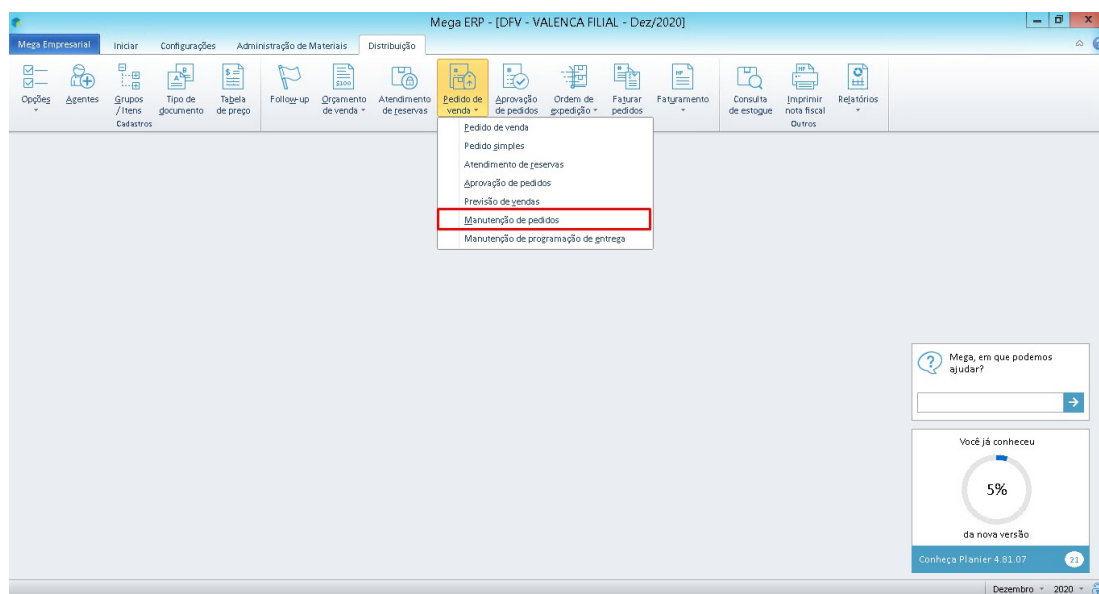 Mega ERP - [DFV - VALENCA FILIAL - Dez/2020]
Mega Empresarial Iniciar Configurações Administração de Materiais Distribuição
Opções Agentes Grupos / Itens Tipo de documento Tabela de preço Follow-up Orçamento de venda Atendimento de reservas Pedido de venda Aprovação de pedidos Ordem de expedição Faturar pedidos Faturamento Consulta de estoque Imprimir nota fiscal Relatórios
Cadastros Outros
Pedido de venda
Pedido simples
Atendimento de reservas
Aprovação de pedidos
Previsão de vendas
Manutenção de pedidos
Manutenção de programação de entrega
Mega, em que podemos
ajudar?
Você já conheceu
5%
da nova versão
Conheça Planier 4.81.07 21
Dezembro 2020